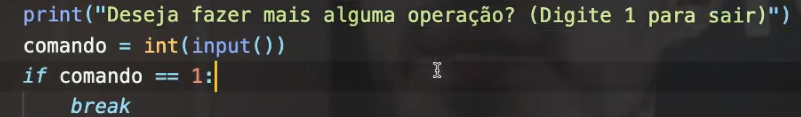 print("Deseja fazer mais alguma operação? (Digite 1 para sair)")
comando = int(input())
if comando == 1:
    break